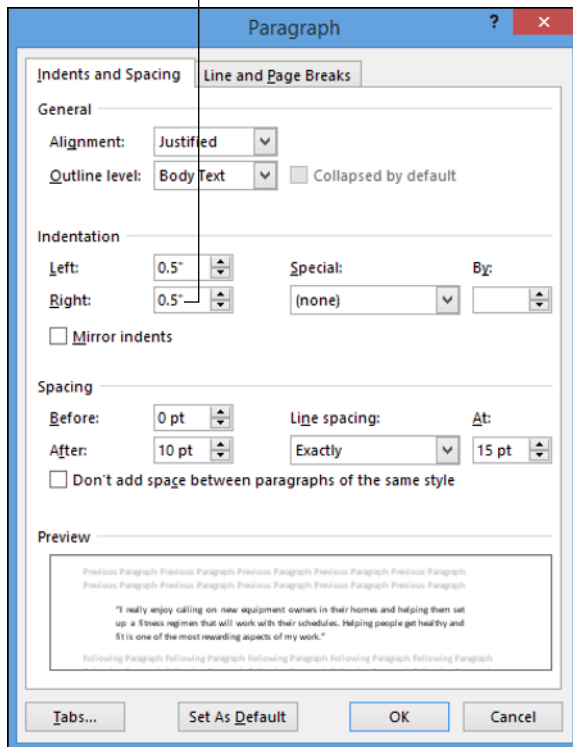 Paragraph ? ×
Indents and Spacing Line and Page Breaks
General
Alignment: Justified
Outline level: Body Text Collapsed by default
Indentation
Left: 0.5" Special: By:
Right: 0.5" (none)
Mirror indents
Spacing
Before: 0 pt Line spacing: At:
After: 10 pt Exactly 15 pt
Don't add space between paragraphs of the same style
Preview
Previous Paragraph Previous Paragraph Previous Paragraph Previous Paragraph Previous Paragraph
Previous Paragraph Previous Paragraph Previous Paragraph Previous Paragraph Previous Paragraph
"I really enjoy calling on new equipment owners in their homes and helping them set
up a fitness regimen that will work with their schedules. Helping people get healthy and
fit is one of the most rewarding aspects of my work."
Following Paragraph Following Paragraph Following Paragraph Following Paragraph Following Paragraph
Tabs... Set As Default OK Cancel